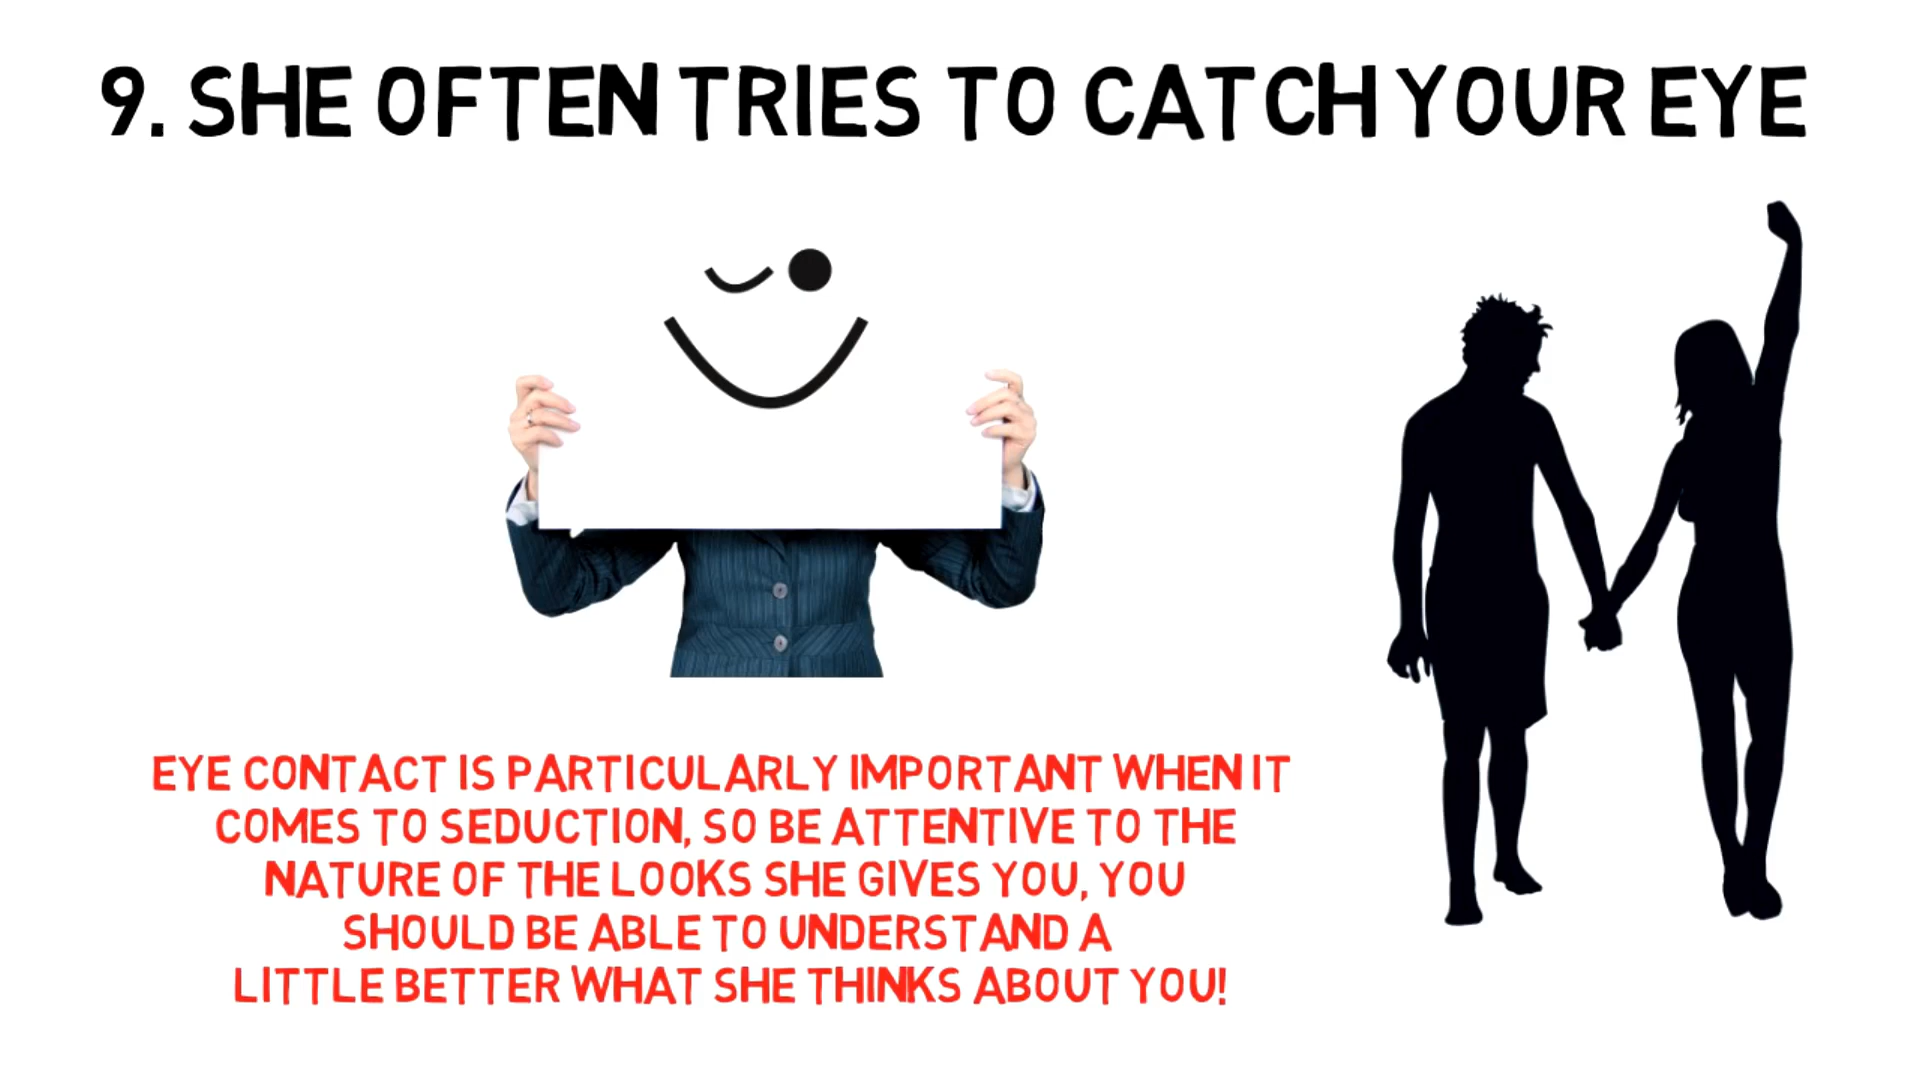 9. SHE OFTEN TRIES TO CATCH YOUR EYE
EYE CONTACT IS PARTICULARLY IMPORTANT WHEN IT
COMES TO SEDUCTION, SO BE ATTENTIVE TO THE
NATURE OF THE LOOKS SHE GIVES YOU, YOU
SHOULD BE ABLE TO UNDERSTAND A
LITTLE BETTER WHAT SHE THINKS ABOUT YOU!